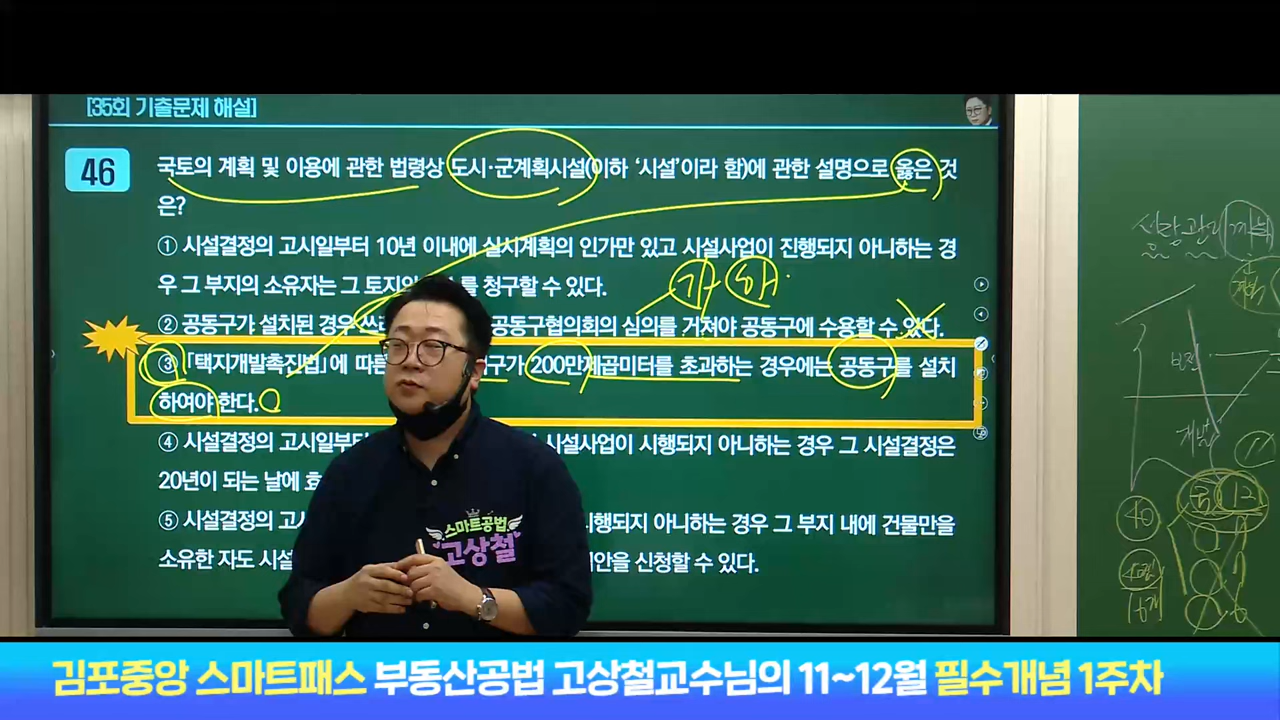 [35회 기출문제 해설]
46 국토의 계획 및 이용에 관한 법령상 도시·군계획시설(이하 '시설'이라 함)에 관한 설명으로 옳은 것
은?
① 시설결정의 고시일부터 10년 이내에 실시계획의 인가만 있고 시설사업이 진행되지 아니하는 경
우 그 부지의 소유자는 그 토지의 를 청구할 수 있다.
② 공동구가 설치된 경우 쓰 공동구협의회의 심의를 거쳐야 공동구에 수용할 수 있다.
③ 「택지개발촉진법」에 따른 구가 200만제곱미터를 초과하는 경우에는 공동구를 설치
하여야 한다.
④ 시설결정의 고시일부터 시설사업이 시행되지 아니하는 경우 그 시설결정은
20년이 되는 날에 효
⑤ 시설결정의 고시 시행되지 아니하는 경우 그 부지 내에 건물만을
소유한 자도 시설 안을 신청할 수 있다.
스마트공법
고상철
40
12
김포중앙 스마트패스 부동산공법 고상철교수님의 11~12월 필수개념 1주차